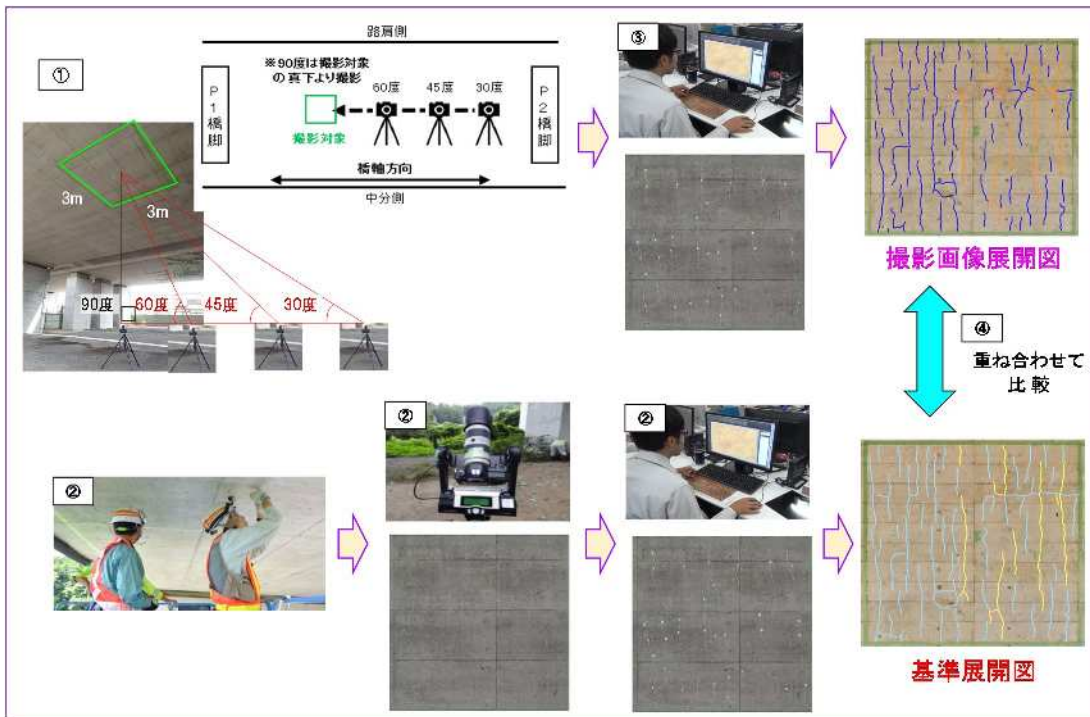 ①
路肩側
※90度は撮影対象
の真下より撮影
60度
45度
30度
P1橋脚
P2橋脚
撮影対象
橋軸方向
中分側
3m
3m
90度
60度
45度
30度
③
撮影画像展開図
④
重ね合わせて
比較
②
②
②
基準展開図